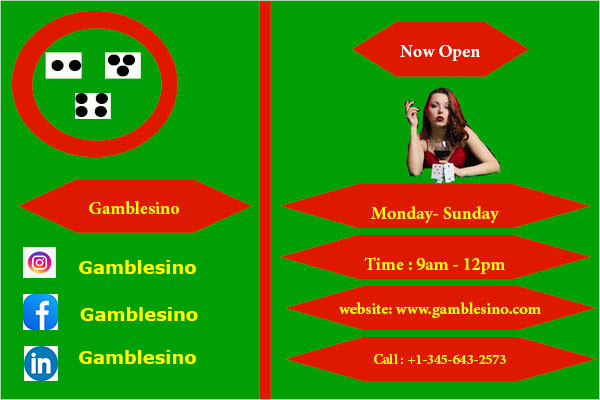 Gamblesino
Gamblesino
Gamblesino
Gamblesino
Now Open
Monday- Sunday
Time : 9am - 12pm
website: www.gamblesino.com
Call : +1-345-643-2573